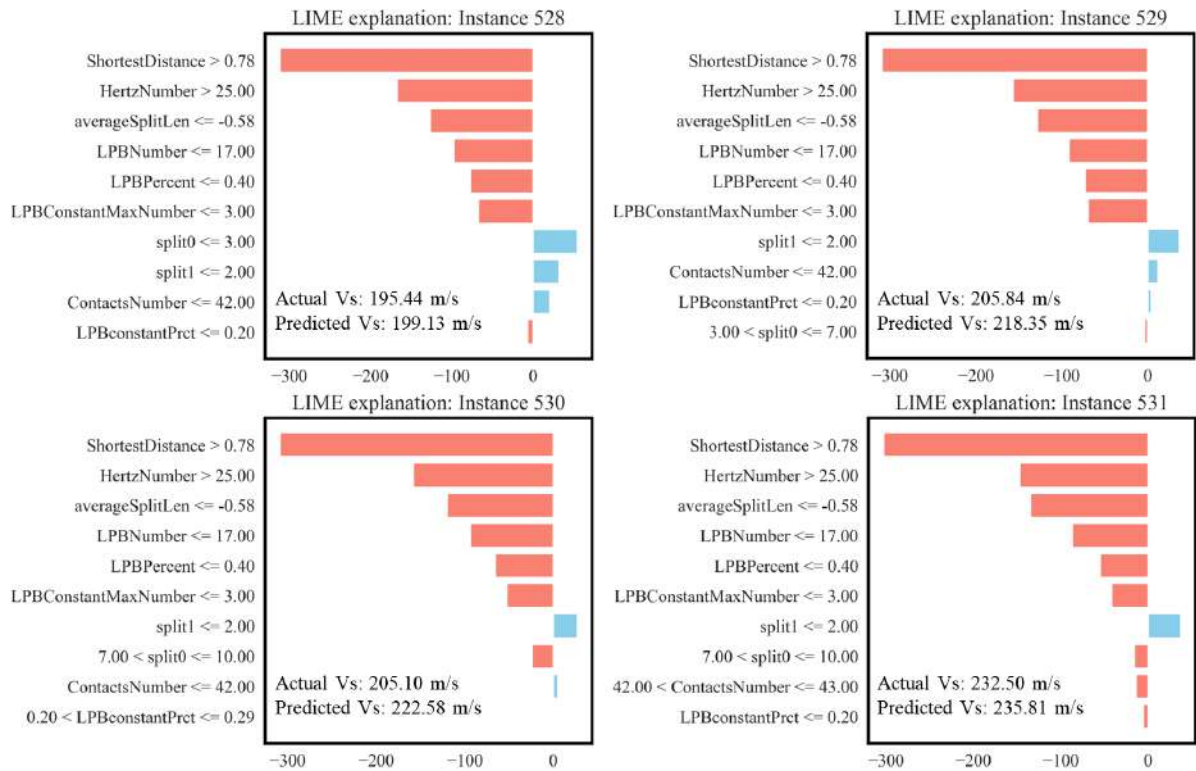 LIME explanation: Instance 528
ShortestDistance > 0.78
HertzNumber > 25.00
averageSplitLen <= -0.58
LPBNumber <= 17.00
LPBPercent <= 0.40
LPBConstantMaxNumber <= 3.00
split0 <= 3.00
split1 <= 2.00
ContactsNumber <= 42.00
LPBconstantPrct <= 0.20
Actual Vs: 195.44 m/s
Predicted Vs: 199.13 m/s
−300 −200 −100 0
LIME explanation: Instance 529
ShortestDistance > 0.78
HertzNumber > 25.00
averageSplitLen <= -0.58
LPBNumber <= 17.00
LPBPercent <= 0.40
LPBConstantMaxNumber <= 3.00
split1 <= 2.00
ContactsNumber <= 42.00
LPBconstantPrct <= 0.20
3.00 < split0 <= 7.00
Actual Vs: 205.84 m/s
Predicted Vs: 218.35 m/s
−300 −200 −100 0
LIME explanation: Instance 530
ShortestDistance > 0.78
HertzNumber > 25.00
averageSplitLen <= -0.58
LPBNumber <= 17.00
LPBPercent <= 0.40
LPBConstantMaxNumber <= 3.00
split1 <= 2.00
7.00 < split0 <= 10.00
ContactsNumber <= 42.00
0.20 < LPBconstantPrct <= 0.29
Actual Vs: 205.10 m/s
Predicted Vs: 222.58 m/s
−300 −200 −100 0
LIME explanation: Instance 531
ShortestDistance > 0.78
HertzNumber > 25.00
averageSplitLen <= -0.58
LPBNumber <= 17.00
LPBPercent <= 0.40
LPBConstantMaxNumber <= 3.00
split1 <= 2.00
7.00 < split0 <= 10.00
42.00 < ContactsNumber <= 43.00
LPBconstantPrct <= 0.20
Actual Vs: 232.50 m/s
Predicted Vs: 235.81 m/s
−300 −200 −100 0